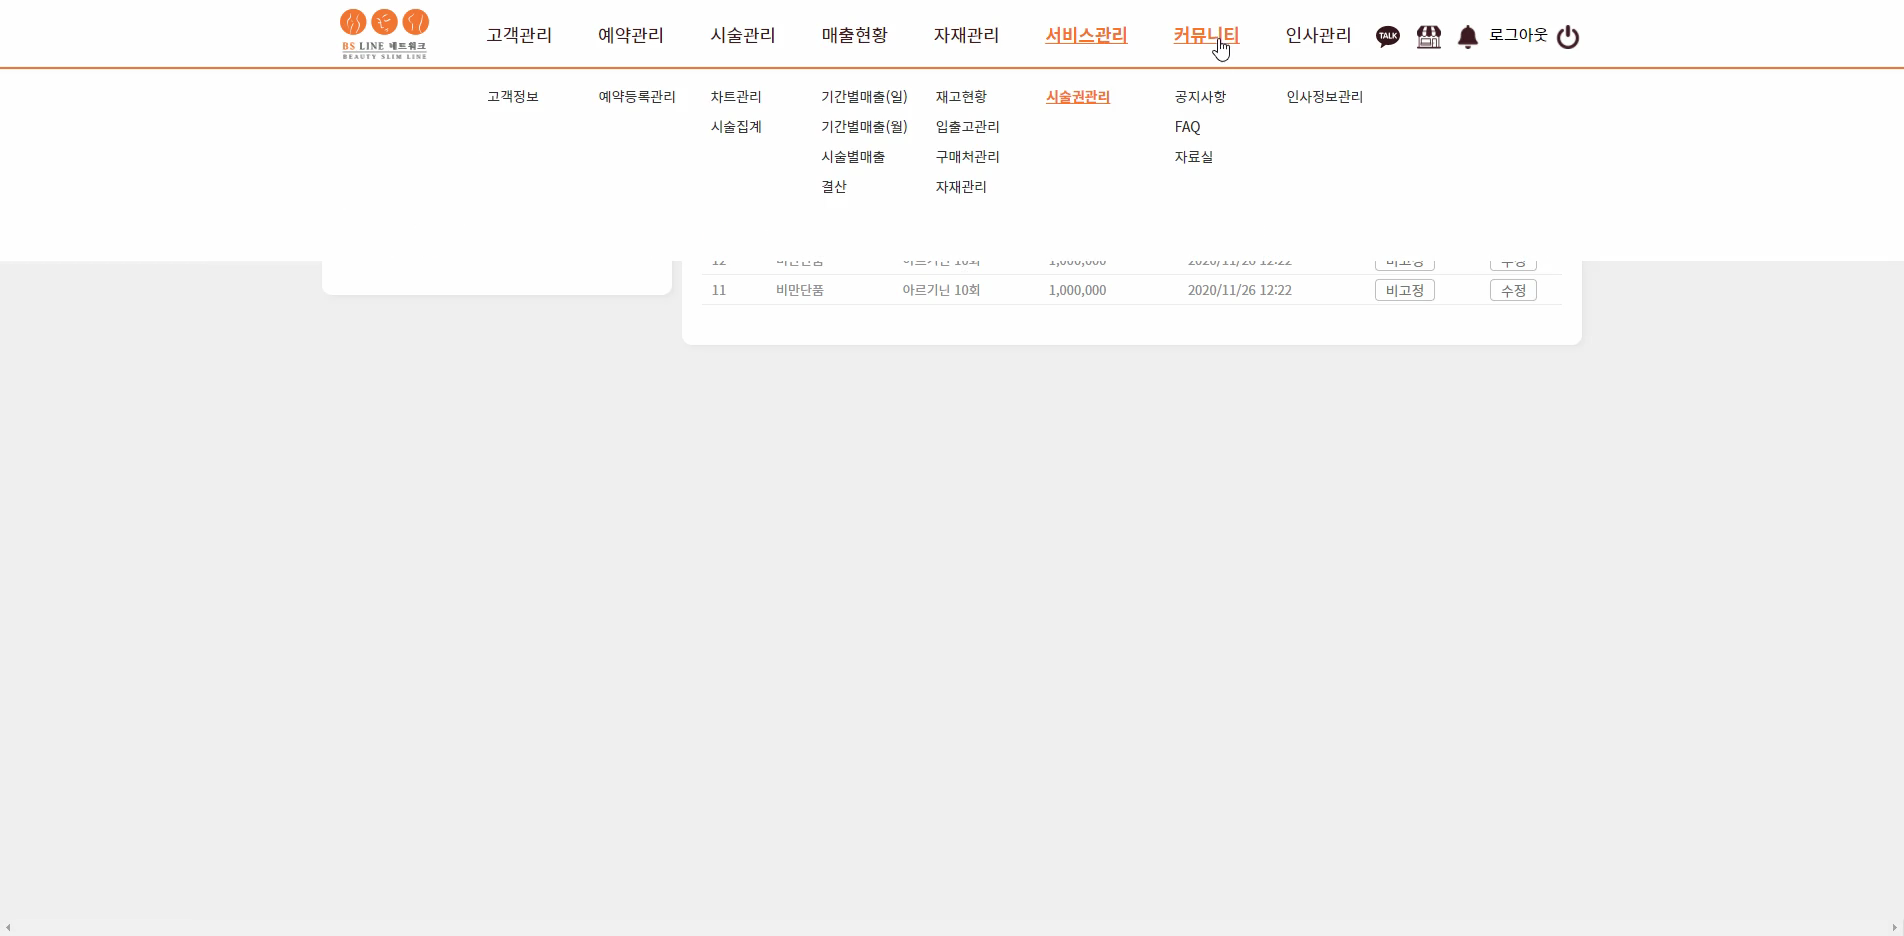 BS LINE 네트워크
BEAUTY SLIM LINE
고객관리 예약관리 시술관리 매출현황 자재관리 서비스관리 커뮤니티 인사관리 TALK 로그아웃
고객정보 예약등록관리 차트관리 기간별매출(일) 재고현황 시술권관리 공지사항 인사정보관리
시술집계 기간별매출(월) 입출고관리 FAQ
시술별매출 구매처관리 자료실
결산 자재관리
12 비만단품 아르기닌 10회 1,000,000 2020/11/26 12:22 비고정 수정
11 비만단품 아르기닌 10회 1,000,000 2020/11/26 12:22 비고정 수정